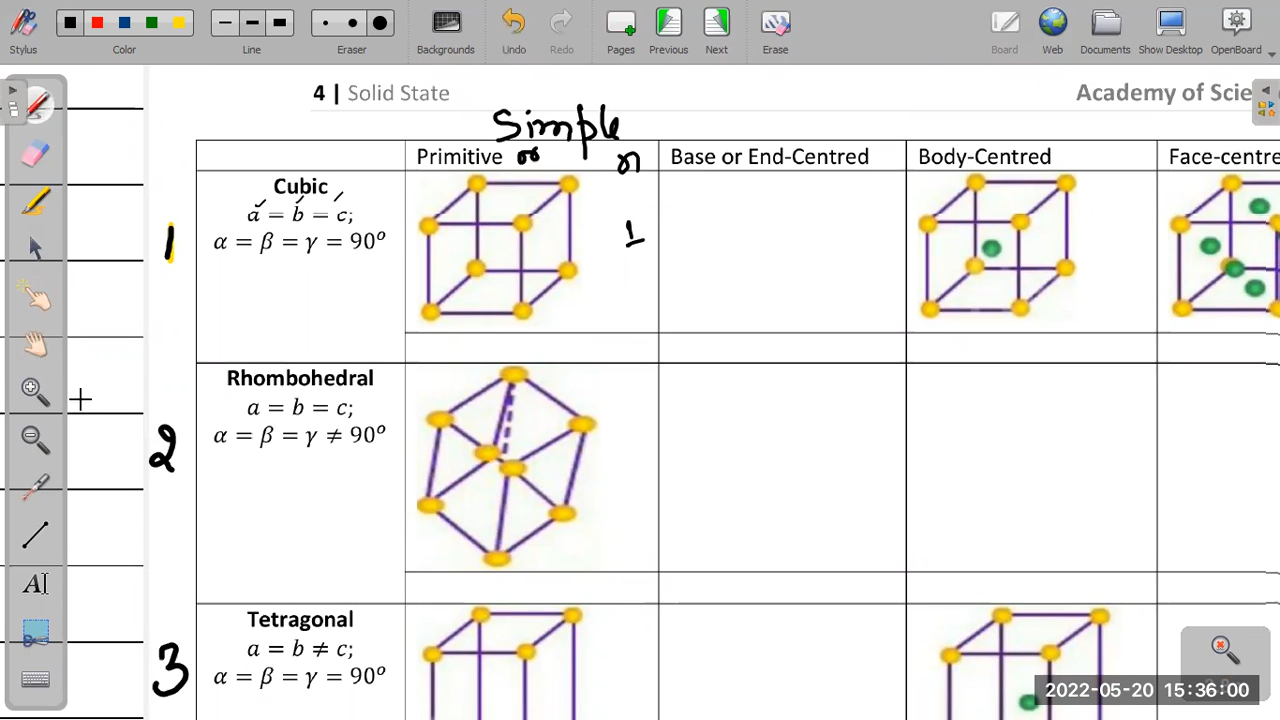 Stylus Color Line Eraser Backgrounds Undo Redo Pages Previous Next Erase Board Web Documents Show Desktop OpenBoard
4 | Solid State
Academy of Scie
Simple
Primitive or n Base or End-Centred Body-Centred Face-centre
1
Cubic
a = b = c;
α = β = γ = 90°
1
2
Rhombohedral
a = b = c;
α = β = γ ≠ 90°
3
Tetragonal
a = b ≠ c;
α = β = γ = 90°
2022-05-20 15:36:00